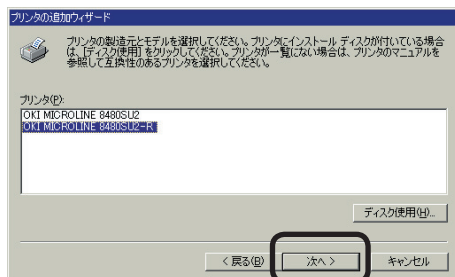 プリンタの追加ウィザード
プリンタの製造元とモデルを選択してください。プリンタにインストール ディスクが付いている場合
は、[ディスク使用] をクリックしてください。プリンタが一覧にない場合は、プリンタのマニュアルを
参照して互換性のあるプリンタを選択してください。
プリンタ(P):
OKI MICROLINE 8480SU2
OKI MICROLINE 8480SU2-R
ディスク使用(H)...
< 戻る(B)
次へ >
キャンセル